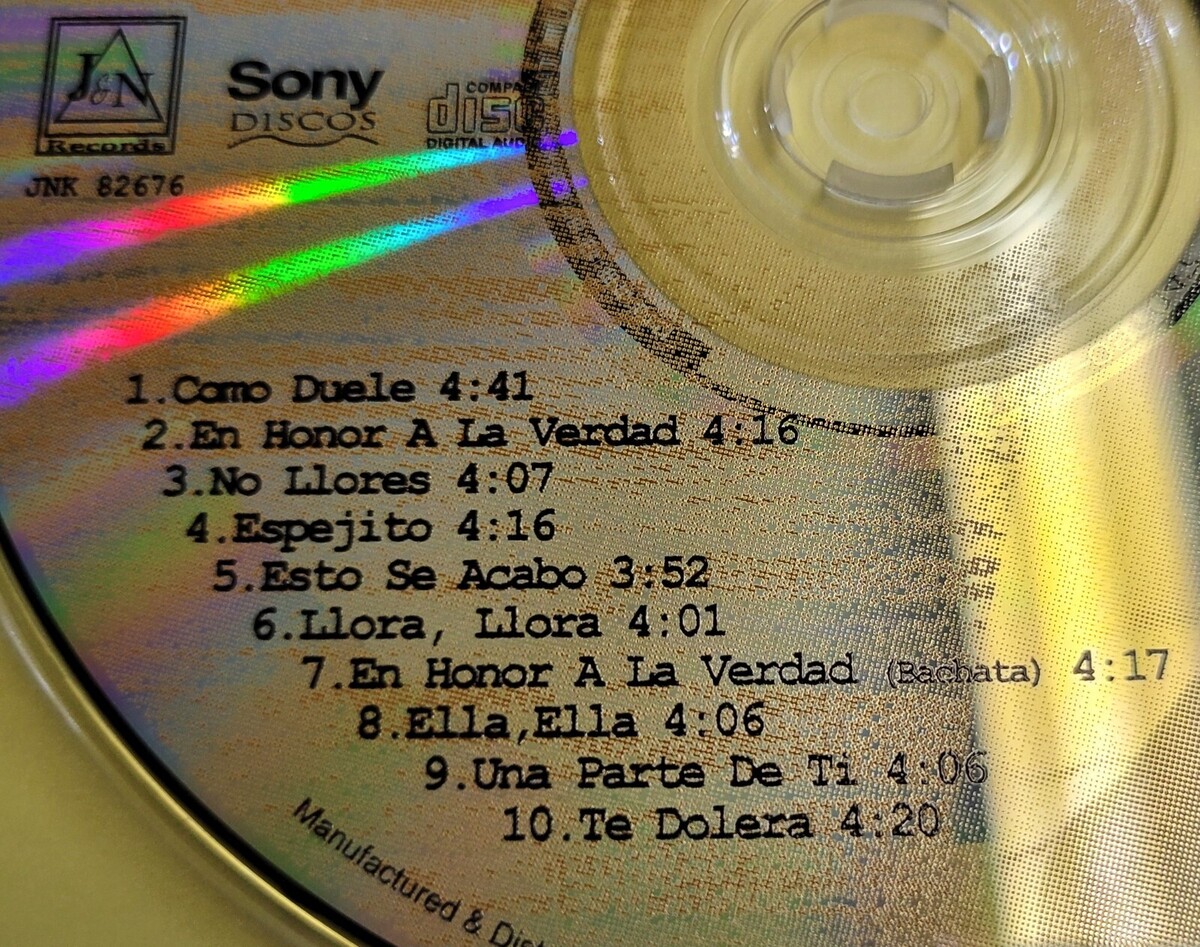 J&N
Records
JNK 82676
Sony
DISCOS
disc
DIGITAL
1.Como Duele 4:41
2.En Honor A La Verdad 4:16
3.No Llores 4:07
4.Espejito 4:16
5.Esto Se Acabo 3:52
6.Llora, Llora 4:01
7.En Honor A La Verdad (Bachata) 4:17
8.Ella,Ella 4:06
9.Una Parte De Ti 4:06
10.Te Dolera 4:20
Manufactured &